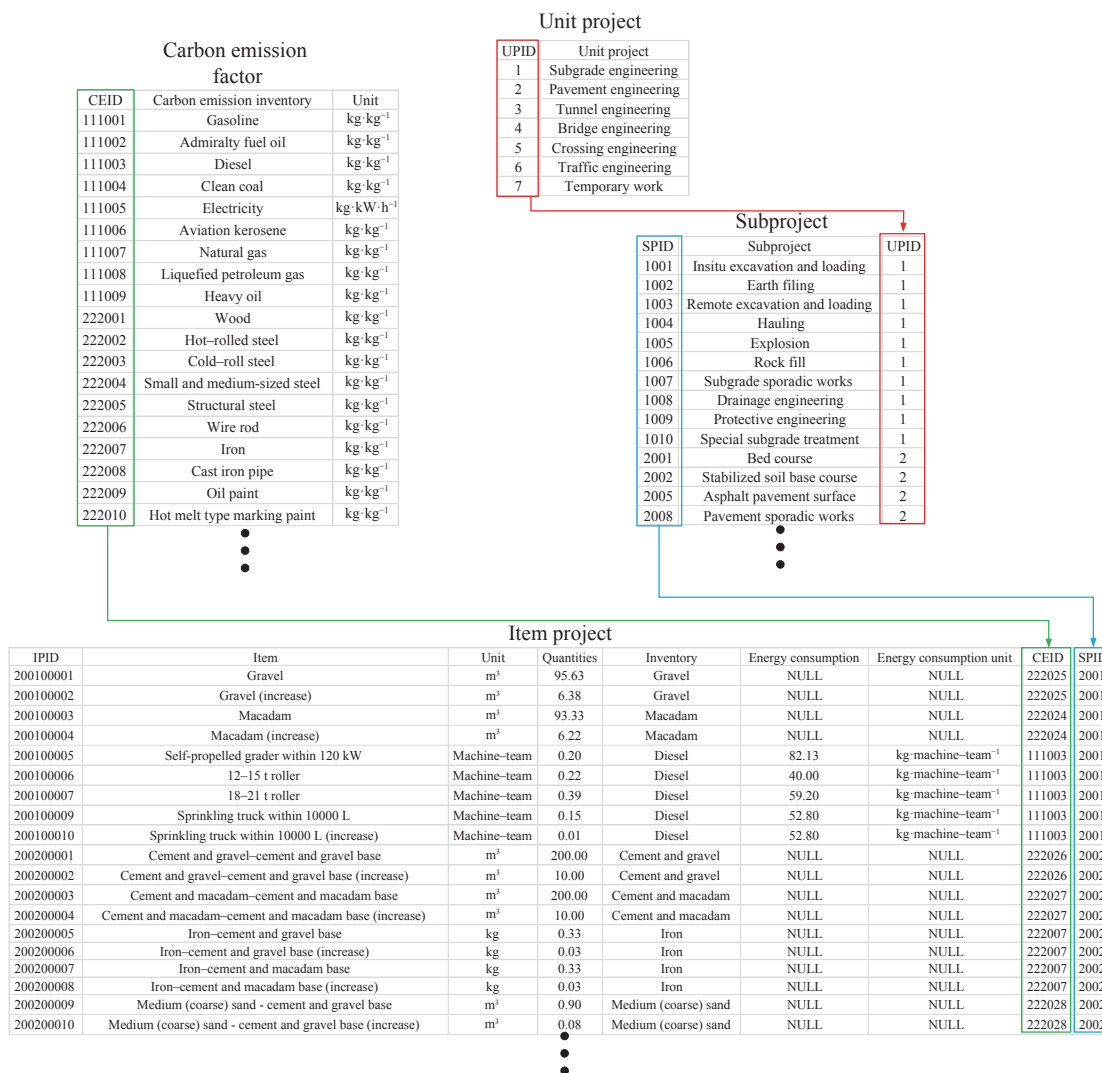 Unit project
UPID Unit project
1 Subgrade engineering
2 Pavement engineering
3 Tunnel engineering
4 Bridge engineering
5 Crossing engineering
6 Traffic engineering
7 Temporary work
Carbon emission
factor
CEID Carbon emission inventory Unit
111001 Gasoline kg·kg⁻¹
111002 Admiralty fuel oil kg·kg⁻¹
111003 Diesel kg·kg⁻¹
111004 Clean coal kg·kg⁻¹
111005 Electricity kg·kW·h⁻¹
111006 Aviation kerosene kg·kg⁻¹
111007 Natural gas kg·kg⁻¹
111008 Liquefied petroleum gas kg·kg⁻¹
111009 Heavy oil kg·kg⁻¹
222001 Wood kg·kg⁻¹
222002 Hot–rolled steel kg·kg⁻¹
222003 Cold–roll steel kg·kg⁻¹
222004 Small and medium-sized steel kg·kg⁻¹
222005 Structural steel kg·kg⁻¹
222006 Wire rod kg·kg⁻¹
222007 Iron kg·kg⁻¹
222008 Cast iron pipe kg·kg⁻¹
222009 Oil paint kg·kg⁻¹
222010 Hot melt type marking paint kg·kg⁻¹
Subproject
SPID Subproject UPID
1001 Insitu excavation and loading 1
1002 Earth filing 1
1003 Remote excavation and loading 1
1004 Hauling 1
1005 Explosion 1
1006 Rock fill 1
1007 Subgrade sporadic works 1
1008 Drainage engineering 1
1009 Protective engineering 1
1010 Special subgrade treatment 1
2001 Bed course 2
2002 Stabilized soil base course 2
2005 Asphalt pavement surface 2
2008 Pavement sporadic works 2
Item project
IPID Item Unit Quantities Inventory Energy consumption Energy consumption unit CEID SPID
200100001 Gravel m³ 95.63 Gravel NULL NULL 222025 2001
200100002 Gravel (increase) m³ 6.38 Gravel NULL NULL 222025 2001
200100003 Macadam m³ 93.33 Macadam NULL NULL 222024 2001
200100004 Macadam (increase) m³ 6.22 Macadam NULL NULL 222024 2001
200100005 Self-propelled grader within 120 kW Machine–team 0.20 Diesel 82.13 kg·machine–team⁻¹ 111003 2001
200100006 12–15 t roller Machine–team 0.22 Diesel 40.00 kg·machine–team⁻¹ 111003 2001
200100007 18–21 t roller Machine–team 0.39 Diesel 59.20 kg·machine–team⁻¹ 111003 2001
200100009 Sprinkling truck within 10000 L Machine–team 0.15 Diesel 52.80 kg·machine–team⁻¹ 111003 2001
200100010 Sprinkling truck within 10000 L (increase) Machine–team 0.01 Diesel 52.80 kg·machine–team⁻¹ 111003 2001
200200001 Cement and gravel–cement and gravel base m³ 200.00 Cement and gravel NULL NULL 222026 2002
200200002 Cement and gravel–cement and gravel base (increase) m³ 10.00 Cement and gravel NULL NULL 222026 2002
200200003 Cement and macadam–cement and macadam base m³ 200.00 Cement and macadam NULL NULL 222027 2002
200200004 Cement and macadam–cement and macadam base (increase) m³ 10.00 Cement and macadam NULL NULL 222027 2002
200200005 Iron–cement and gravel base kg 0.33 Iron NULL NULL 222007 2002
200200006 Iron–cement and gravel base (increase) kg 0.03 Iron NULL NULL 222007 2002
200200007 Iron–cement and macadam base kg 0.33 Iron NULL NULL 222007 2002
200200008 Iron–cement and macadam base (increase) kg 0.03 Iron NULL NULL 222007 2002
200200009 Medium (coarse) sand - cement and gravel base m³ 0.90 Medium (coarse) sand NULL NULL 222028 2002
200200010 Medium (coarse) sand - cement and gravel base (increase) m³ 0.08 Medium (coarse) sand NULL NULL 222028 2002